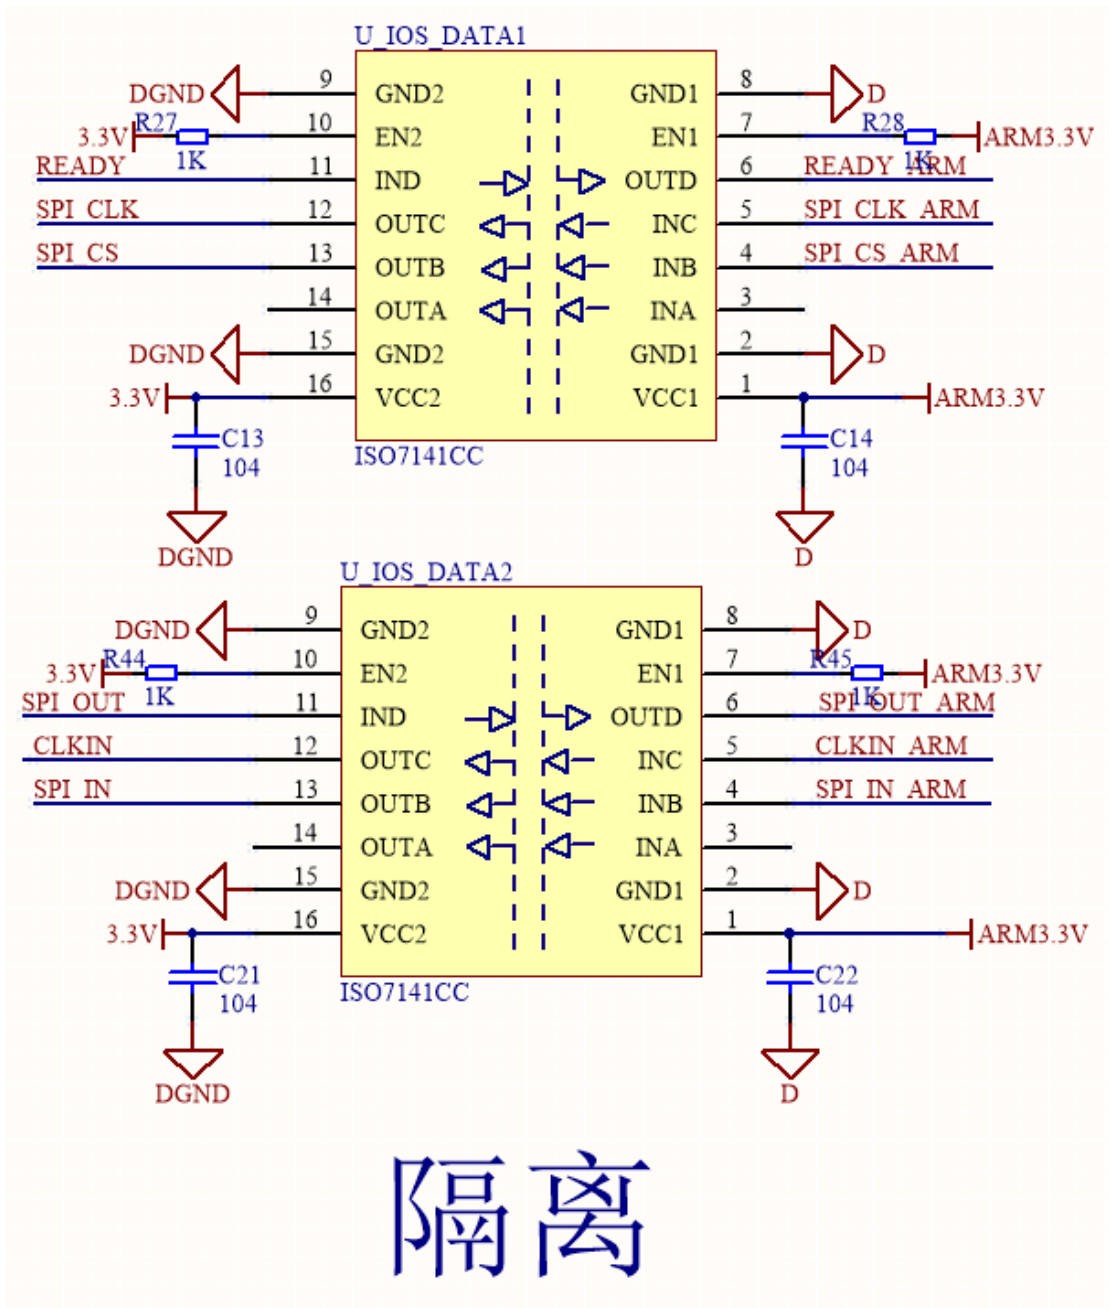 U_IOS_DATA1
DGND 9 GND2 GND1 8 D
3.3V R27 1K 10 EN2 EN1 7 R28 1K ARM3.3V
READY 11 IND OUTD 6 READY_ARM
SPI_CLK 12 OUTC INC 5 SPI_CLK_ARM
SPI_CS 13 OUTB INB 4 SPI_CS_ARM
14 OUTA INA 3
DGND 15 GND2 GND1 2 D
3.3V 16 VCC2 VCC1 1 ARM3.3V
C13 C14
104 ISO7141CC 104
DGND D
U_IOS_DATA2
DGND 9 GND2 GND1 8 D
3.3V R44 1K 10 EN2 EN1 7 R45 1K ARM3.3V
SPI_OUT 11 IND OUTD 6 SPI_OUT_ARM
CLKIN 12 OUTC INC 5 CLKIN_ARM
SPI_IN 13 OUTB INB 4 SPI_IN_ARM
14 OUTA INA 3
DGND 15 GND2 GND1 2 D
3.3V 16 VCC2 VCC1 1 ARM3.3V
C21 C22
104 ISO7141CC 104
DGND D
隔离